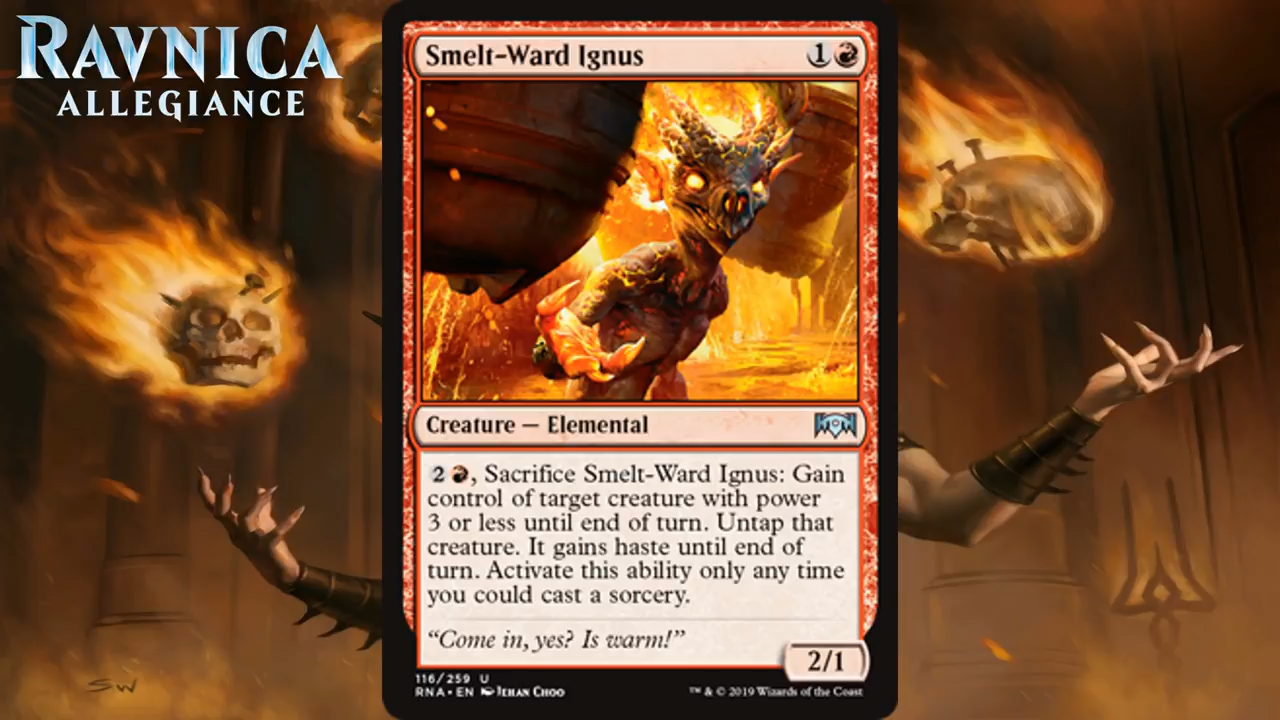 RAVNICA
ALLEGIANCE
Smelt-Ward Ignus 1
Creature — Elemental
2 , Sacrifice Smelt-Ward Ignus: Gain
control of target creature with power
3 or less until end of turn. Untap that
creature. It gains haste until end of
turn. Activate this ability only any time
you could cast a sorcery.
“Come in, yes? Is warm!”
2/1
116/259 U
RNA • EN Jehan Choo
™ & © 2019 Wizards of the Coast
SW